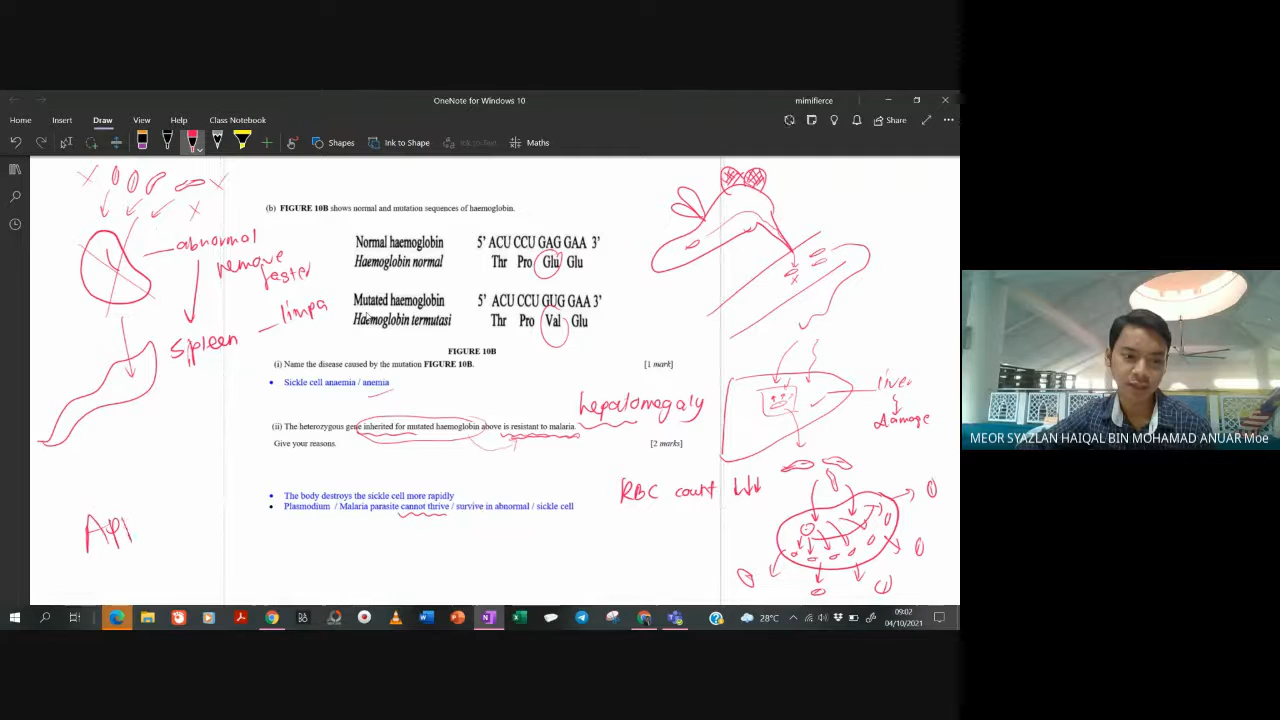 OneNote for Windows 10
mimifierce
Home Insert Draw View Help Class Notebook
Share
Shapes
Ink to Shape
Ink to Text
Maths
(b) FIGURE 10B shows normal and mutation sequences of haemoglobin.
Normal haemoglobin 5’ ACU CCU GAG GAA 3’
Haemoglobin normal Thr Pro Glu Glu
Mutated haemoglobin 5’ ACU CCU GUG GAA 3’
Haemoglobin termutasi Thr Pro Val Glu
FIGURE 10B
(i) Name the disease caused by the mutation FIGURE 10B. [1 mark]
• Sickle cell anaemia / anemia
hepatomegaly
(ii) The heterozygous gene inherited for mutated haemoglobin above is resistant to malaria.
Give your reasons. [2 marks]
• The body destroys the sickle cell more rapidly
• Plasmodium / Malaria parasite cannot thrive / survive in abnormal / sickle cell
abnormal
remove
faster
spleen
limpa
API
liver
damage
RBC count
MEOR SYAZLAN HAIQAL BIN MOHAMAD ANUAR Moe
28°C
09:02
04/10/2021